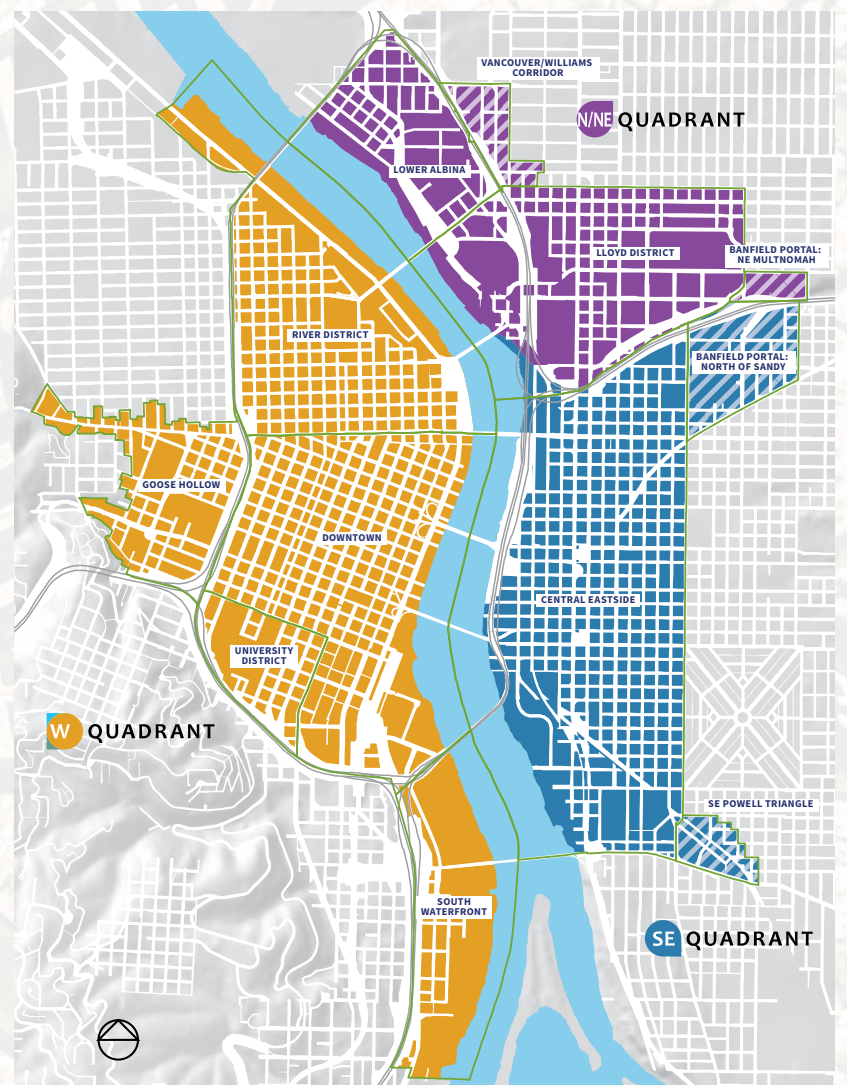 VANCOUVER/WILLIAMS
CORRIDOR
N/NE QUADRANT
LOWER ALBINA
LLOYD DISTRICT
BANFIELD PORTAL:
NE MULTNOMAH
RIVER DISTRICT
BANFIELD PORTAL:
NORTH OF SANDY
GOOSE HOLLOW
DOWNTOWN
CENTRAL EASTSIDE
UNIVERSITY
DISTRICT
W QUADRANT
SE POWELL TRIANGLE
SOUTH
WATERFRONT
SE QUADRANT